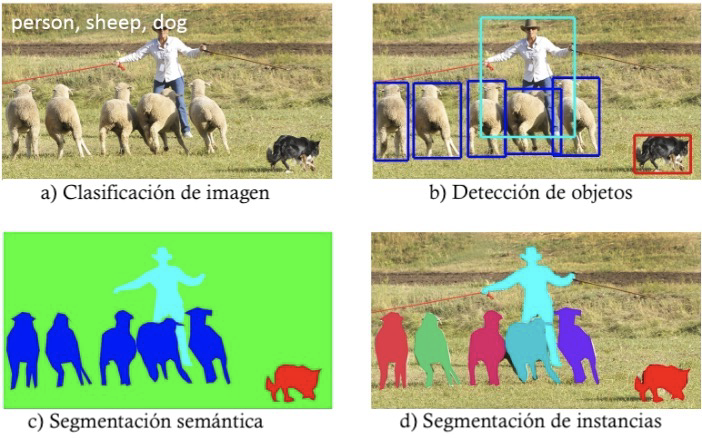 person, sheep, dog
a) Clasificación de imagen
b) Detección de objetos
c) Segmentación semántica
d) Segmentación de instancias